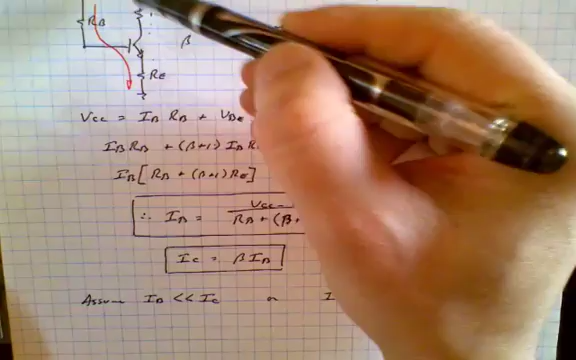 RB
β
RE
Vcc = IB RB + VBE
IB RB + (β+1) IB R
IB [ RB + (β+1) RE ]
∴ IB = Vcc - / RB + (β+
Ic = β IB
Assume IB << Ic or I